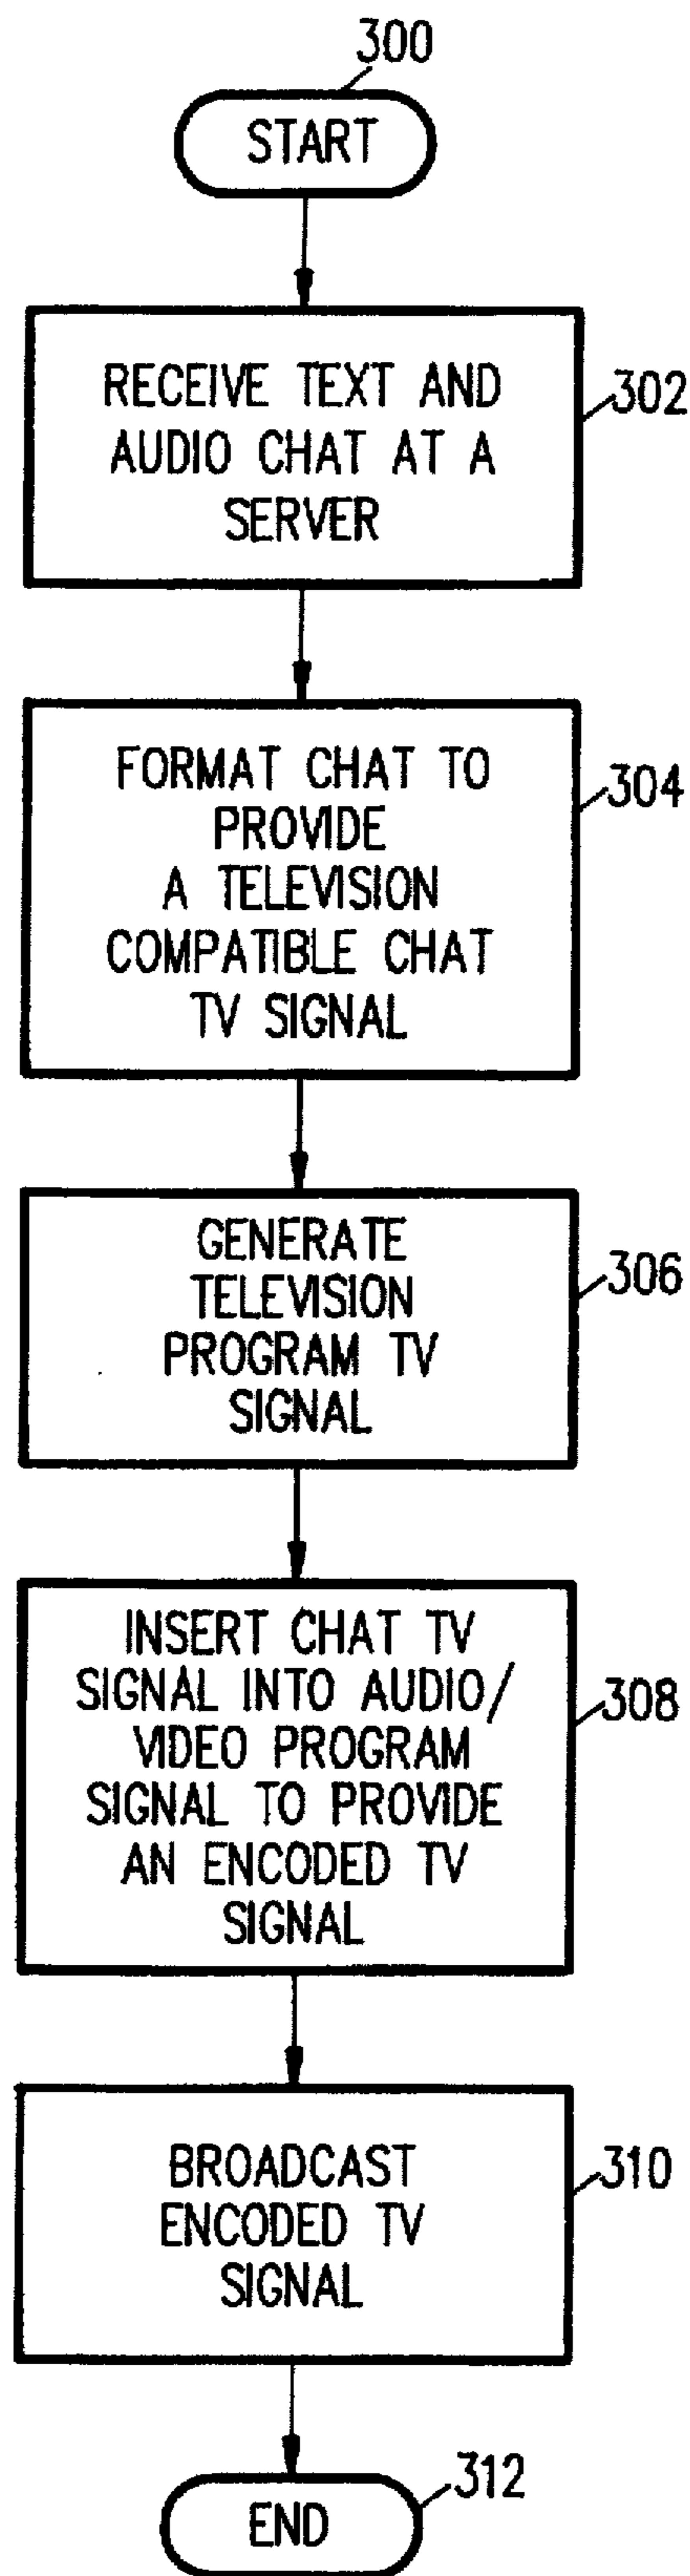 300
START
RECEIVE TEXT AND
AUDIO CHAT AT A
SERVER
302
FORMAT CHAT TO
PROVIDE
A TELEVISION
COMPATIBLE CHAT
TV SIGNAL
304
GENERATE
TELEVISION
PROGRAM TV
SIGNAL
306
INSERT CHAT TV
SIGNAL INTO AUDIO/
VIDEO PROGRAM
SIGNAL TO PROVIDE
AN ENCODED TV
SIGNAL
308
BROADCAST
ENCODED TV
SIGNAL
310
312
END